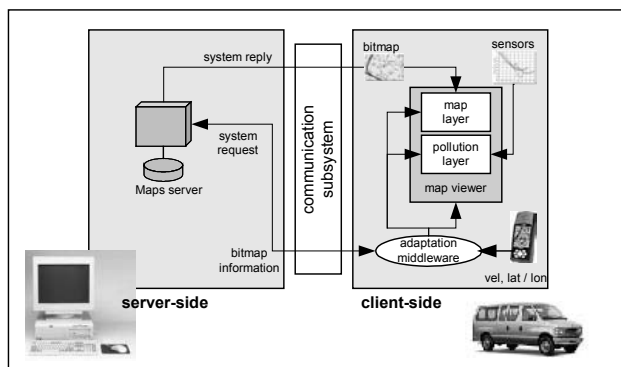 system reply
bitmap
sensors
map
layer
system
request
pollution
layer
communication
subsystem
Maps server
map viewer
bitmap
information
adaptation
middleware
vel, lat / lon
server-side
client-side